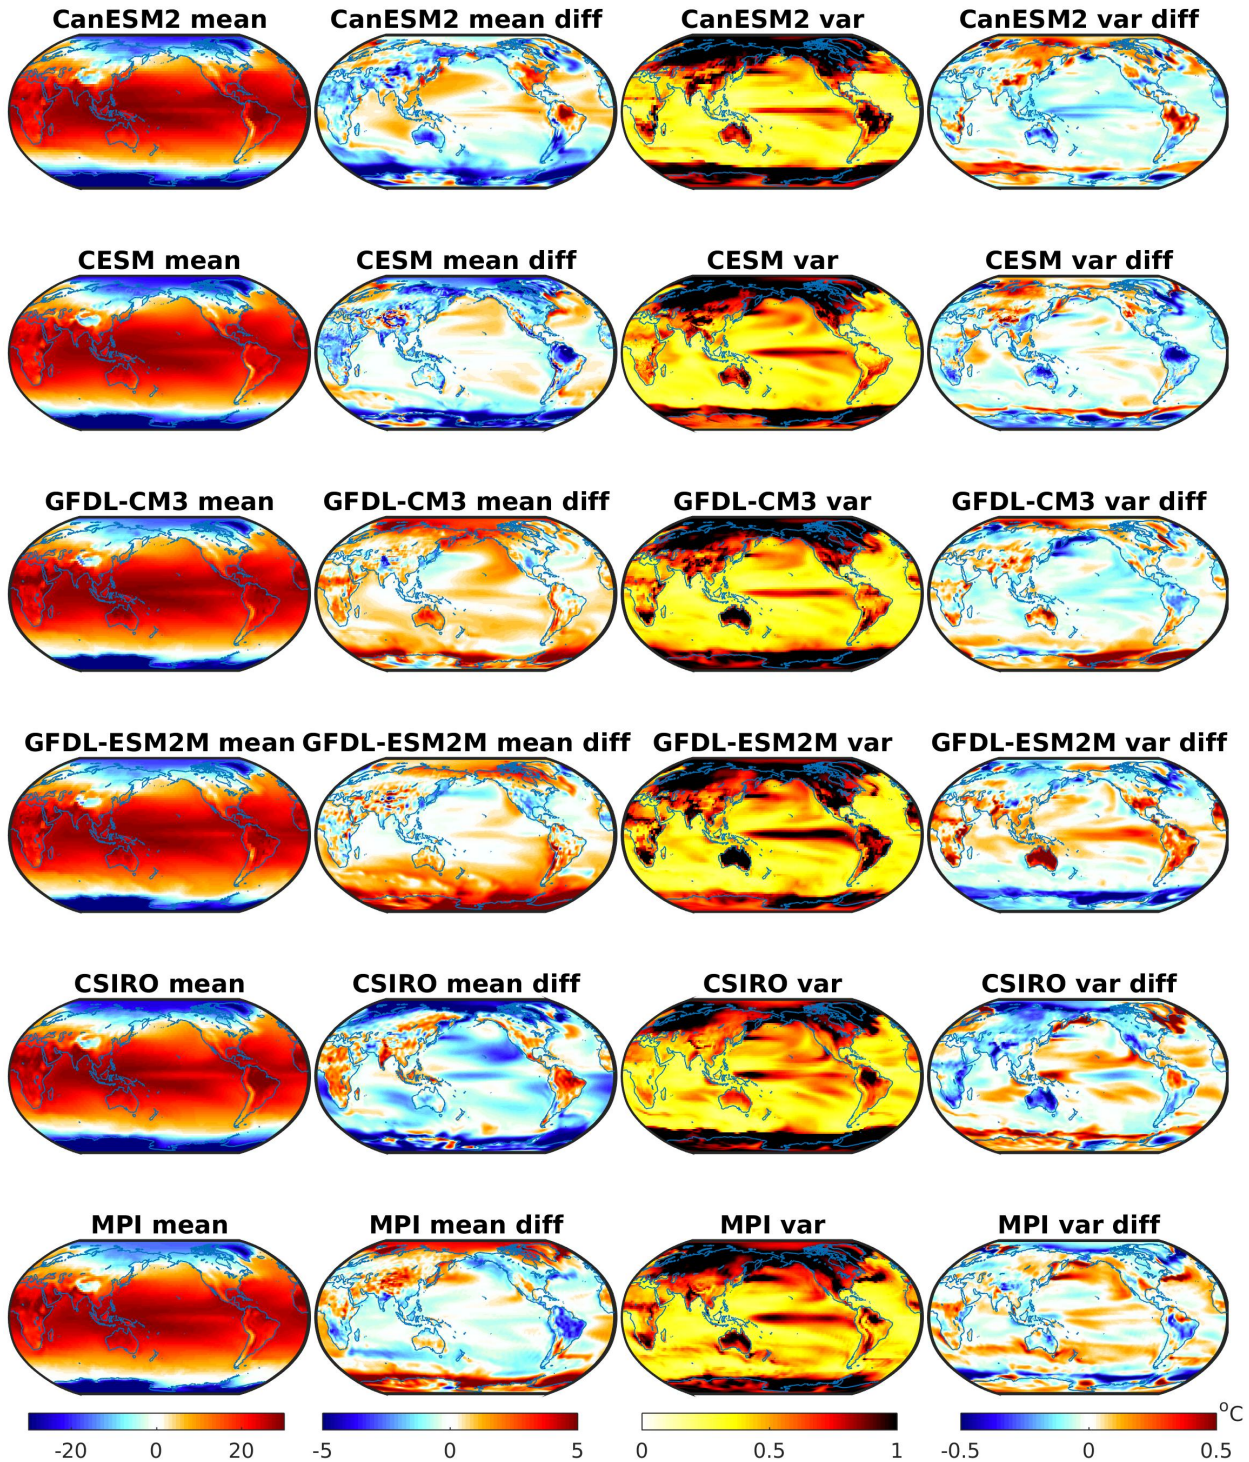 CanESM2 mean CanESM2 mean diff CanESM2 var CanESM2 var diff
CESM mean CESM mean diff CESM var CESM var diff
GFDL-CM3 mean GFDL-CM3 mean diff GFDL-CM3 var GFDL-CM3 var diff
GFDL-ESM2M mean GFDL-ESM2M mean diff GFDL-ESM2M var GFDL-ESM2M var diff
CSIRO mean CSIRO mean diff CSIRO var CSIRO var diff
MPI mean MPI mean diff MPI var MPI var diff
°C
-20 0 20 -5 0 5 0 0.5 1 -0.5 0 0.5